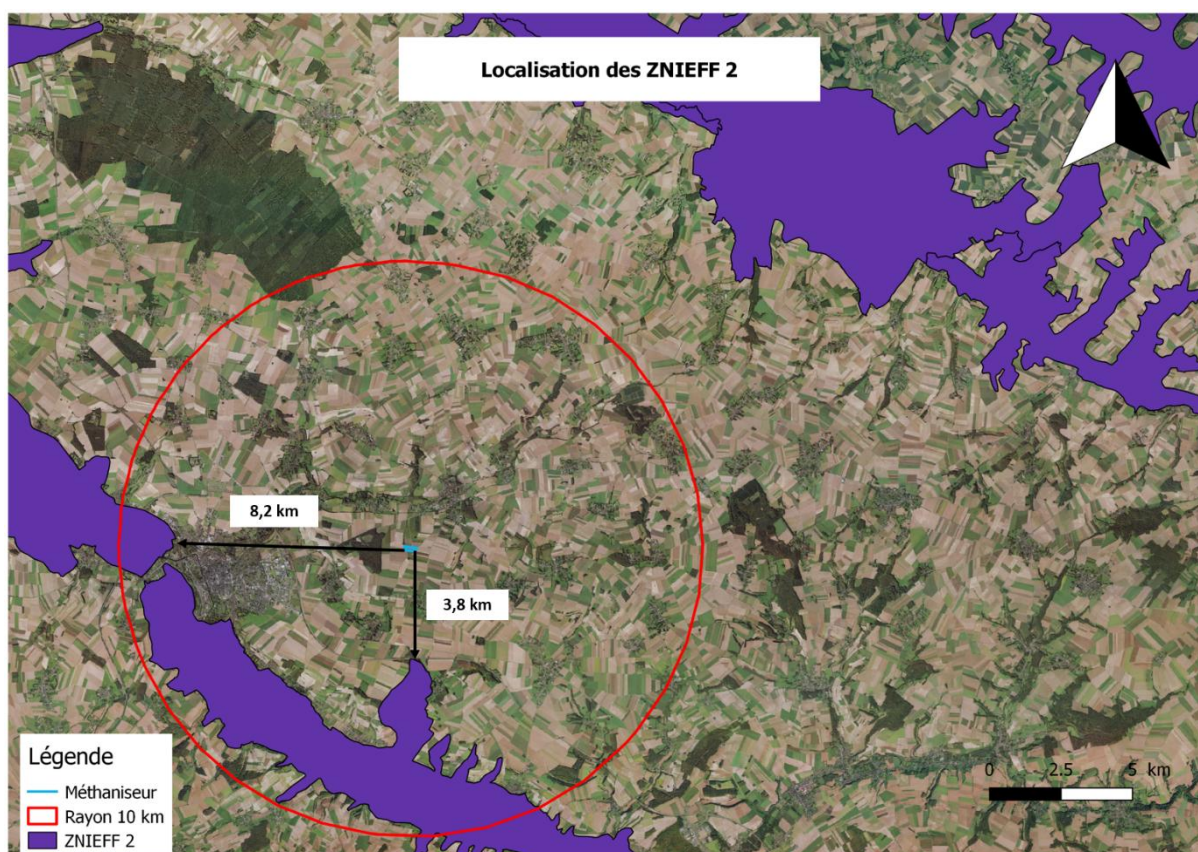 Localisation des ZNIEFF 2
8,2 km
3,8 km
Légende
Méthaniseur
Rayon 10 km
ZNIEFF 2
0 2.5 5 km